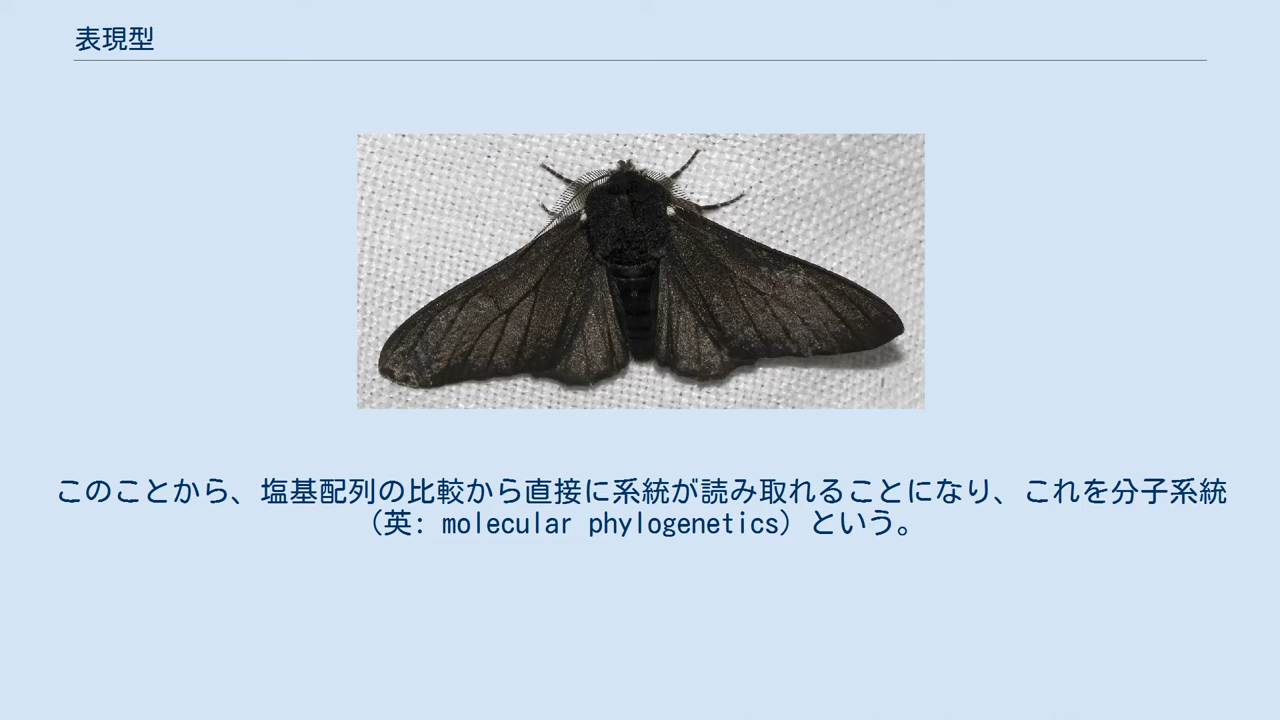 表現型
このことから、塩基配列の比較から直接に系統が読み取れることになり、これを分子系統
（英: molecular phylogenetics）という。